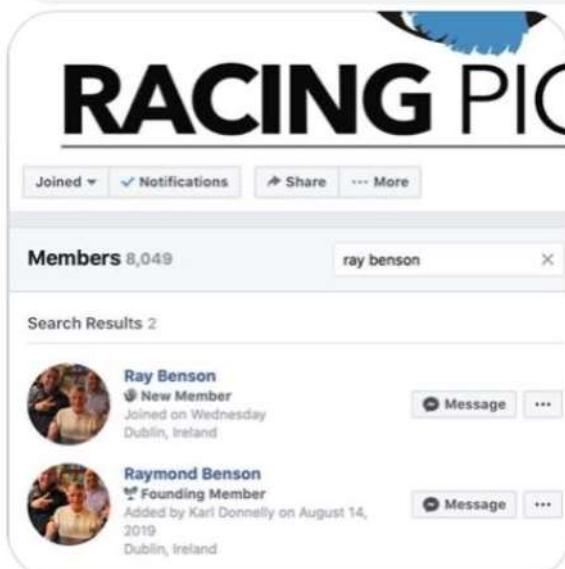 RACING PIC
Joined Notifications Share ··· More
Members 8,049 ray benson ×
Search Results 2
Ray Benson
New Member
Joined on Wednesday
Dublin, Ireland
Message ···
Raymond Benson
Founding Member
Added by Karl Donnelly on August 14,
2019
Dublin, Ireland
Message ···